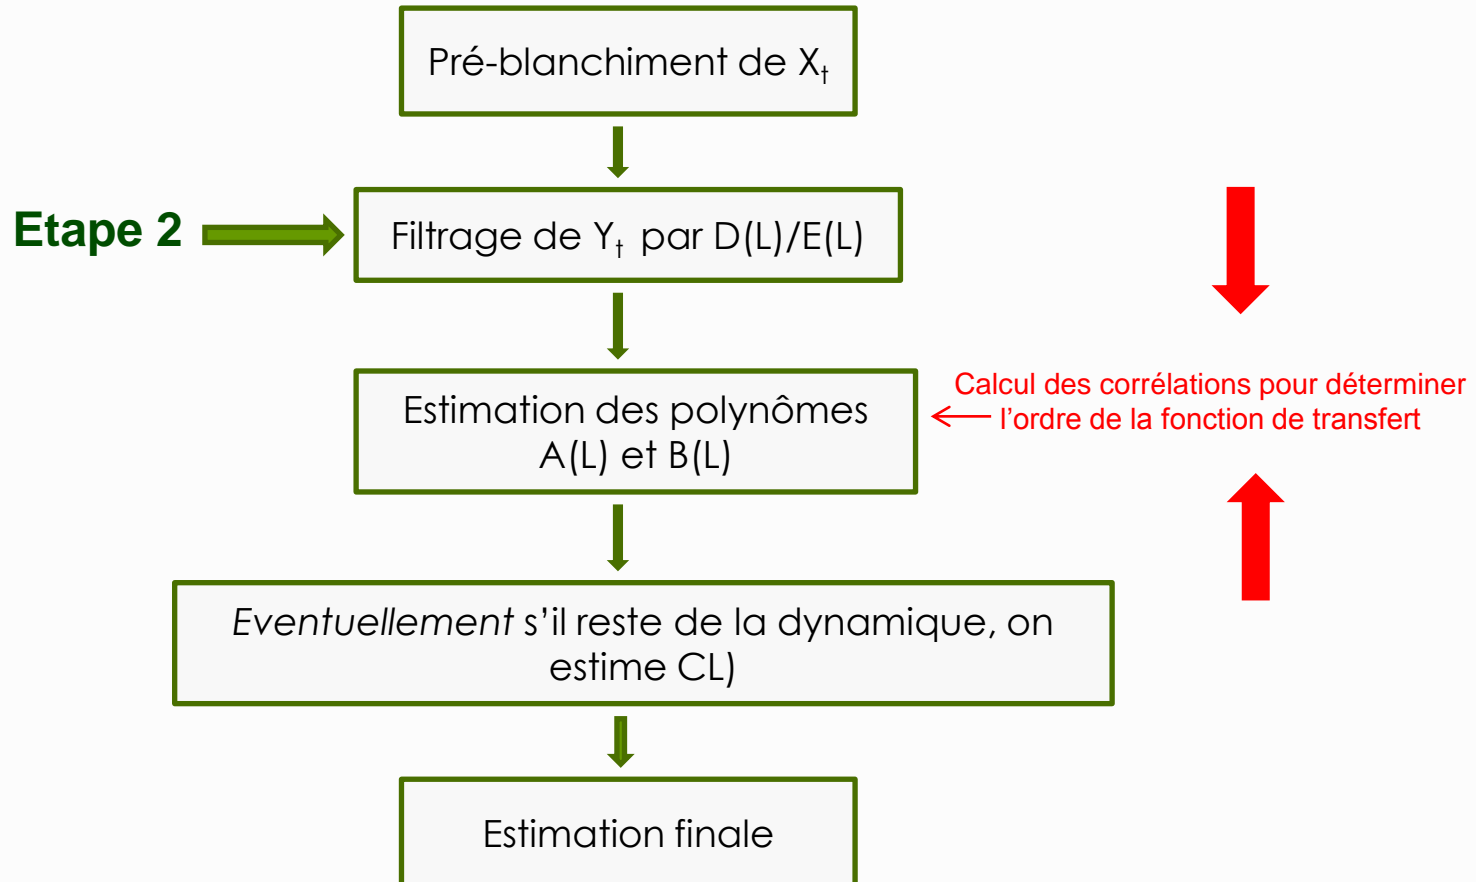 Pré-blanchiment de Xt
Etape 2
Filtrage de Yt par D(L)/E(L)
Estimation des polynômes
A(L) et B(L)
Calcul des corrélations pour déterminer
l’ordre de la fonction de transfert
Eventuellement s’il reste de la dynamique, on
estime CL)
Estimation finale